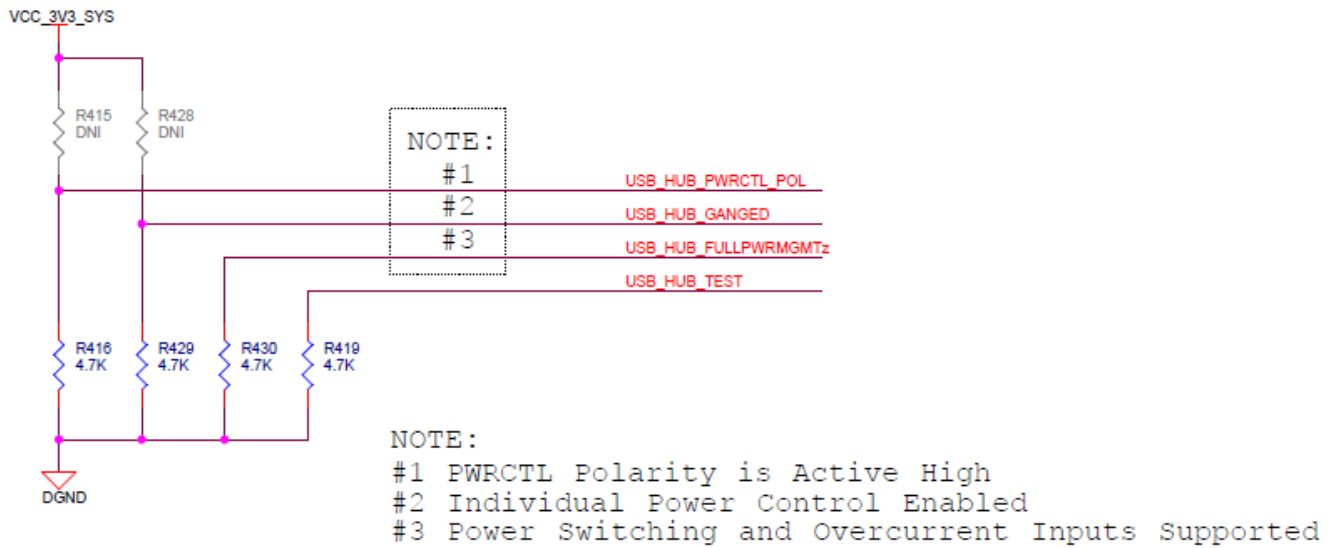 VCC_3V3_SYS
R415
DNI
R428
DNI
NOTE:
#1
#2
#3
USB_HUB_PWRCTL_POL
USB_HUB_GANGED
USB_HUB_FULLPWRMGMTz
USB_HUB_TEST
R416
4.7K
R429
4.7K
R430
4.7K
R419
4.7K
DGND
NOTE:
#1 PWRCTL Polarity is Active High
#2 Individual Power Control Enabled
#3 Power Switching and Overcurrent Inputs Supported